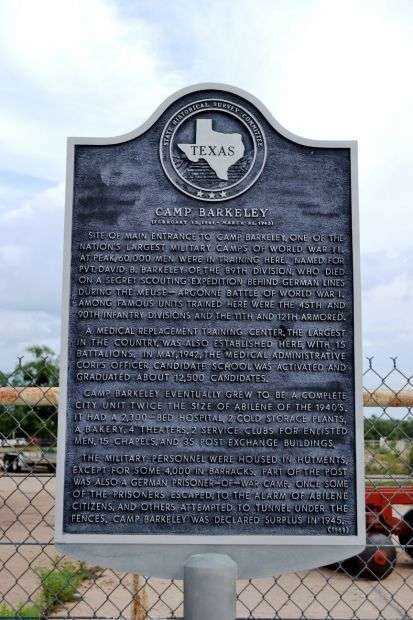 STATE HISTORICAL SURVEY COMMITTEE
TEXAS
CAMP BARKELEY
SITE OF MAIN ENTRANCE TO CAMP BARKELEY, ONE OF THE
NATION'S LARGEST MILITARY CAMPS OF WORLD WAR II.
AT PEAK, 60,000 MEN WERE IN TRAINING HERE. NAMED FOR
PVT. DAVID B. BARKELEY OF THE 89TH DIVISION, WHO DIED
ON A SECRET SCOUTING EXPEDITION BEHIND GERMAN LINES
DURING THE MEUSE-ARGONNE BATTLE OF WORLD WAR I.
AMONG FAMOUS UNITS TRAINED HERE WERE THE 45TH AND
90TH INFANTRY DIVISIONS AND THE 11TH AND 12TH ARMORED.
A MEDICAL REPLACEMENT TRAINING CENTER, THE LARGEST
IN THE COUNTRY, WAS ALSO ESTABLISHED HERE, WITH 15
BATTALIONS. IN MAY, 1942, THE MEDICAL ADMINISTRATIVE
CORPS OFFICER CANDIDATE SCHOOL WAS ACTIVATED AND
GRADUATED ABOUT 12,500 CANDIDATES.
CAMP BARKELEY EVENTUALLY GREW TO BE A COMPLETE
CITY UNIT TWICE THE SIZE OF ABILENE OF THE 1940'S.
IT HAD A 2,300-BED HOSPITAL, 2 COLD STORAGE PLANTS,
A BAKERY, 4 THEATERS, 2 SERVICE CLUBS FOR ENLISTED
MEN, 15 CHAPELS, AND 35 POST EXCHANGE BUILDINGS.
THE MILITARY PERSONNEL WERE HOUSED IN HUTMENTS,
EXCEPT FOR SOME 4,000 IN BARRACKS. PART OF THE POST
WAS ALSO A GERMAN PRISONER-OF-WAR CAMP. ONCE SOME
OF THE PRISONERS ESCAPED, TO THE ALARM OF ABILENE
CITIZENS, AND OTHERS ATTEMPTED TO TUNNEL UNDER THE
FENCES. CAMP BARKELEY WAS DECLARED SURPLUS IN 1945.